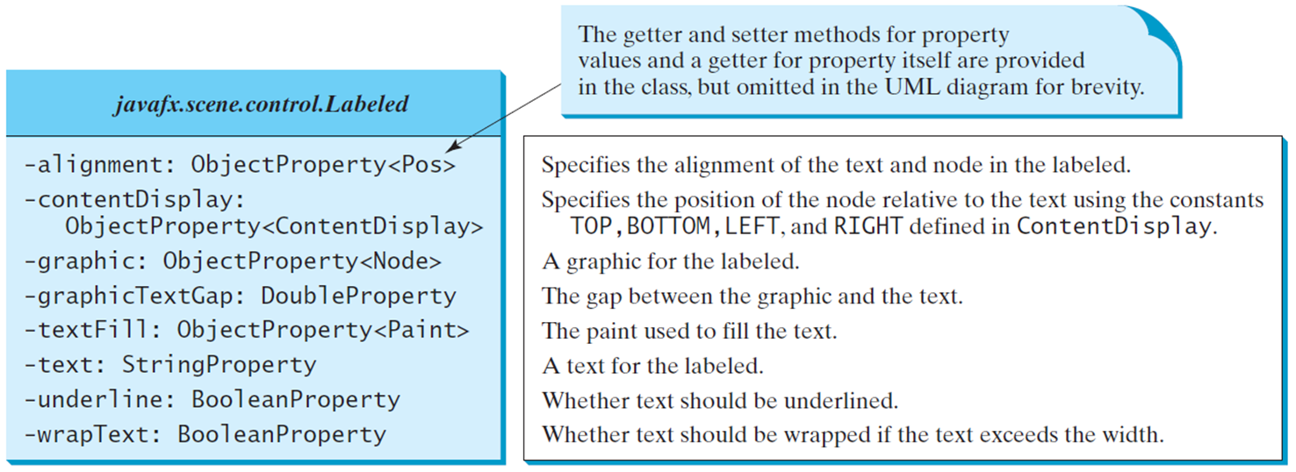 The getter and setter methods for property
values and a getter for property itself are provided
in the class, but omitted in the UML diagram for brevity.
javafx.scene.control.Labeled
-alignment: ObjectProperty<Pos>
Specifies the alignment of the text and node in the labeled.
-contentDisplay:
Specifies the position of the node relative to the text using the constants
ObjectProperty<ContentDisplay>
TOP,BOTTOM,LEFT, and RIGHT defined in ContentDisplay.
-graphic: ObjectProperty<Node>
A graphic for the labeled.
-graphicTextGap: DoubleProperty
The gap between the graphic and the text.
-textFill: ObjectProperty<Paint>
The paint used to fill the text.
-text: StringProperty
A text for the labeled.
-underline: BooleanProperty
Whether text should be underlined.
-wrapText: BooleanProperty
Whether text should be wrapped if the text exceeds the width.